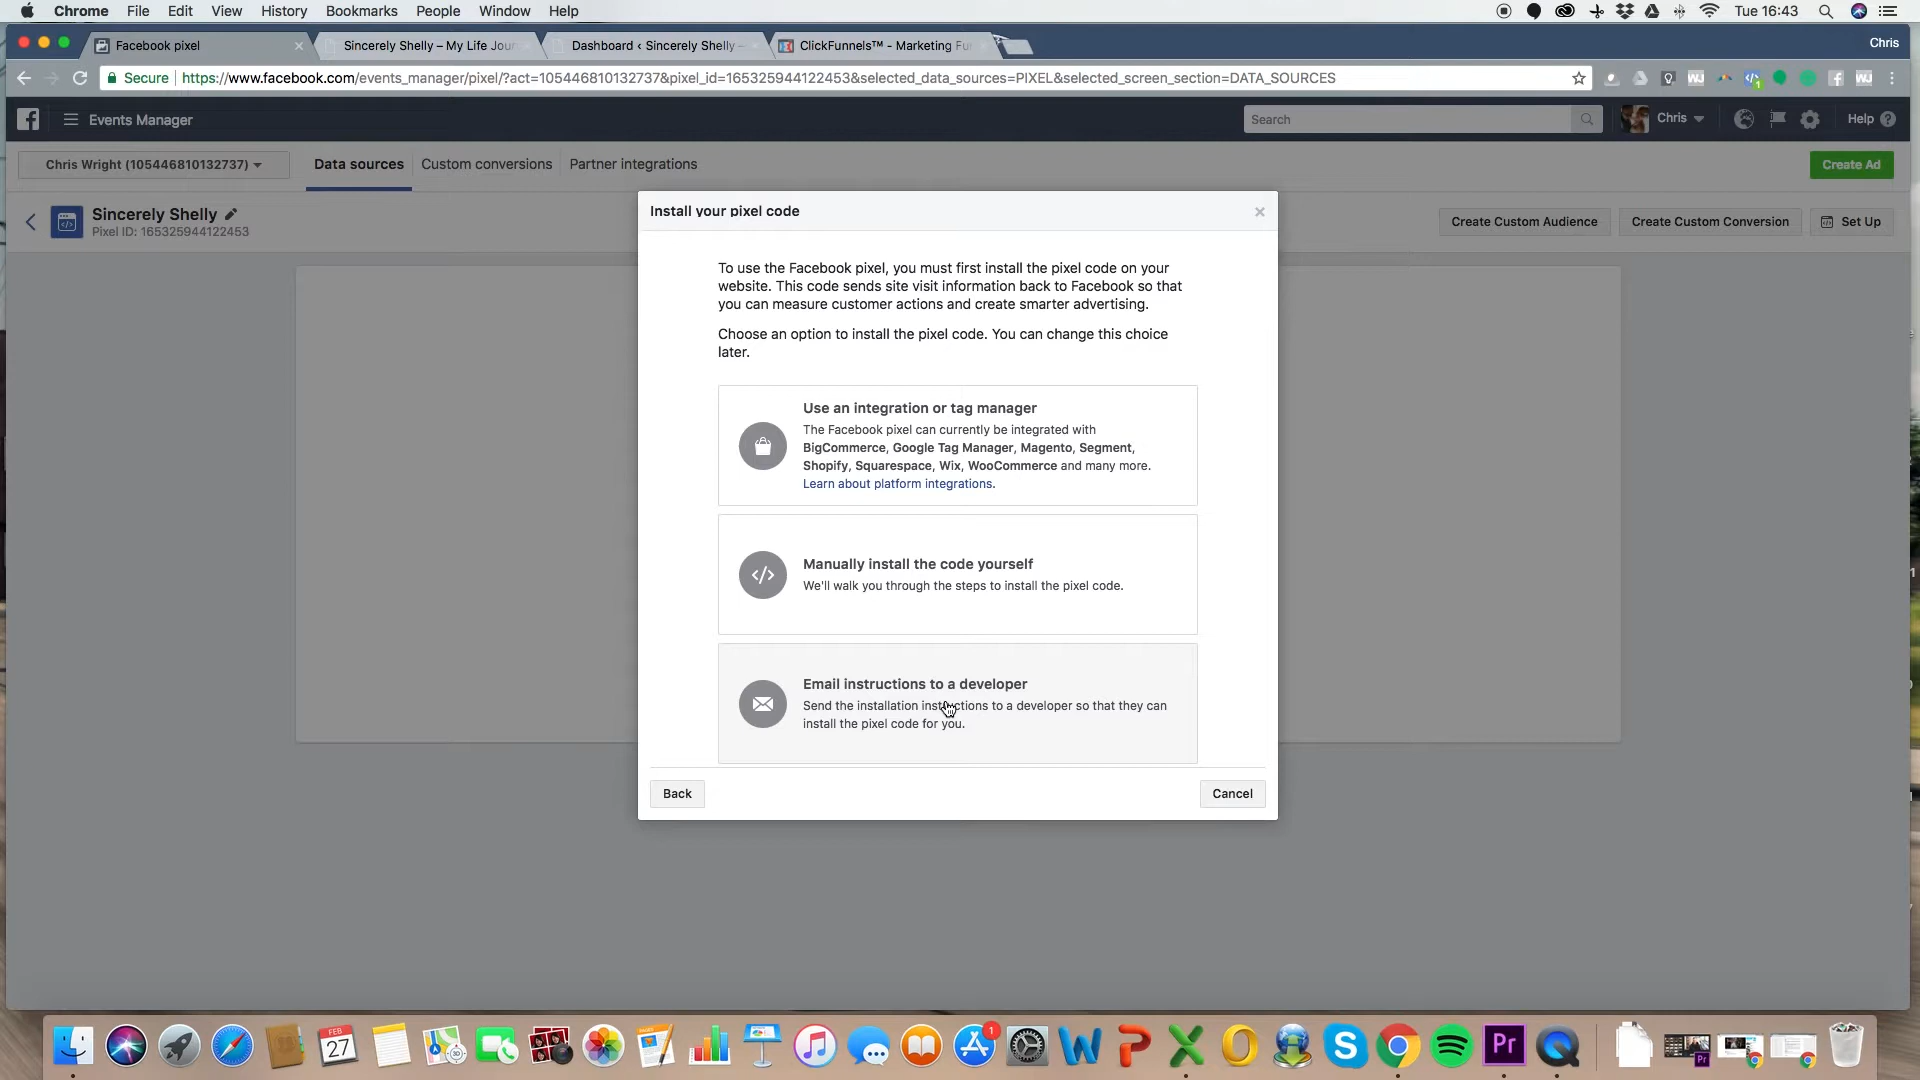 Chrome File Edit View History Bookmarks People Window Help
Tue 16:43
Facebook pixel
Sincerely Shelly – My Life Jour
Dashboard ‹ Sincerely Shelly –
ClickFunnels™ - Marketing Fu
Chris
Secure https://www.facebook.com/events_manager/pixel/?act=105446810132737&pixel_id=165325944122453&selected_data_sources=PIXEL&selected_screen_section=DATA_SOURCES
Events Manager
Search
Chris
Help ?
Chris Wright (105446810132737)
Data sources
Custom conversions
Partner integrations
Create Ad
Sincerely Shelly
Pixel ID: 165325944122453
Create Custom Audience
Create Custom Conversion
Set Up
Install your pixel code
To use the Facebook pixel, you must first install the pixel code on your
website. This code sends site visit information back to Facebook so that
you can measure customer actions and create smarter advertising.
Choose an option to install the pixel code. You can change this choice
later.
Use an integration or tag manager
The Facebook pixel can currently be integrated with
BigCommerce, Google Tag Manager, Magento, Segment,
Shopify, Squarespace, Wix, WooCommerce and many more.
Learn about platform integrations.
Manually install the code yourself
We'll walk you through the steps to install the pixel code.
Email instructions to a developer
Send the installation instructions to a developer so that they can
install the pixel code for you.
Back
Cancel
FEB
27
1
Pr